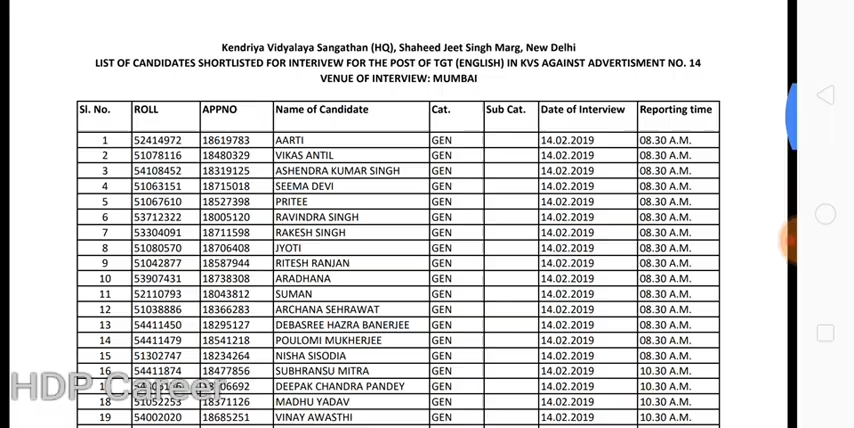 Kendriya Vidyalaya Sangathan (HQ), Shaheed Jeet Singh Marg, New Delhi
LIST OF CANDIDATES SHORTLISTED FOR INTERIVEW FOR THE POST OF TGT (ENGLISH) IN KVS AGAINST ADVERTISMENT NO. 14
VENUE OF INTERVIEW: MUMBAI
Sl. No. ROLL APPNO Name of Candidate Cat. Sub Cat. Date of Interview Reporting time
1 52414972 18619783 AARTI GEN 14.02.2019 08.30 A.M.
2 51078116 18480329 VIKAS ANTIL GEN 14.02.2019 08.30 A.M.
3 54108452 18319125 ASHENDRA KUMAR SINGH GEN 14.02.2019 08.30 A.M.
4 51063151 18715018 SEEMA DEVI GEN 14.02.2019 08.30 A.M.
5 51067610 18527398 PRITEE GEN 14.02.2019 08.30 A.M.
6 53712322 18005120 RAVINDRA SINGH GEN 14.02.2019 08.30 A.M.
7 53304091 18711598 RAKESH SINGH GEN 14.02.2019 08.30 A.M.
8 51080570 18706408 JYOTI GEN 14.02.2019 08.30 A.M.
9 51042877 18587944 RITESH RANJAN GEN 14.02.2019 08.30 A.M.
10 53907431 18738308 ARADHANA GEN 14.02.2019 08.30 A.M.
11 52110793 18043812 SUMAN GEN 14.02.2019 08.30 A.M.
12 51038886 18366283 ARCHANA SEHRAWAT GEN 14.02.2019 08.30 A.M.
13 54411450 18295127 DEBASREE HAZRA BANERJEE GEN 14.02.2019 08.30 A.M.
14 54411479 18541218 POULOMI MUKHERJEE GEN 14.02.2019 08.30 A.M.
15 51302747 18234264 NISHA SISODIA GEN 14.02.2019 08.30 A.M.
16 54411874 18477856 SUBHRANSU MITRA GEN 14.02.2019 10.30 A.M.
DEEPAK CHANDRA PANDEY GEN 14.02.2019 10.30 A.M.
18 51052253 18371126 MADHU YADAV GEN 14.02.2019 10.30 A.M.
19 54002020 18685251 VINAY AWASTHI GEN 14.02.2019 10.30 A.M.
HDP Career